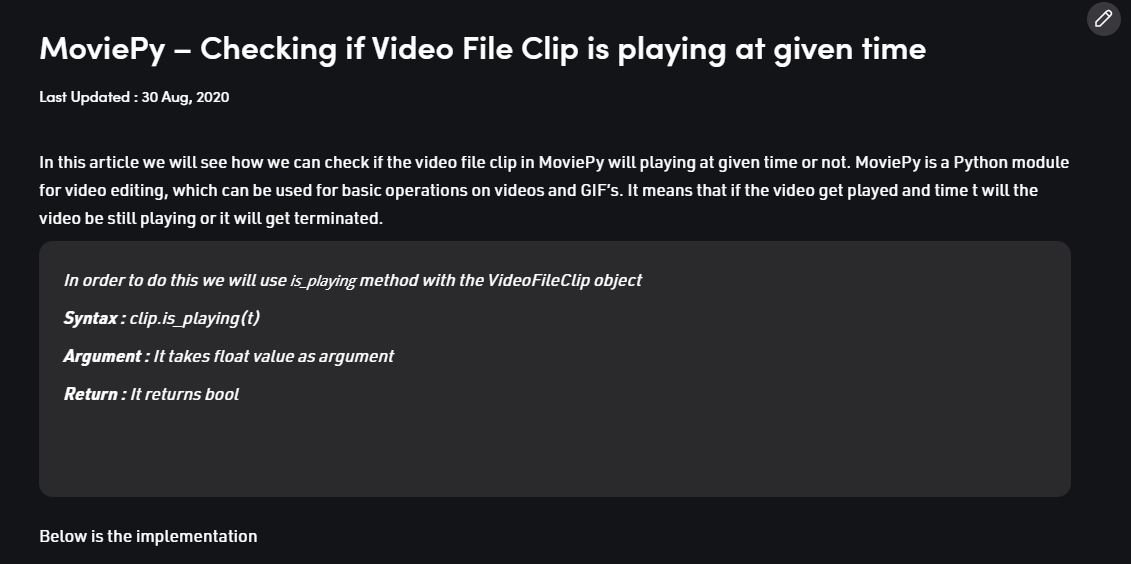 MoviePy – Checking if Video File Clip is playing at given time
Last Updated : 30 Aug, 2020
In this article we will see how we can check if the video file clip in MoviePy will playing at given time or not. MoviePy is a Python module
for video editing, which can be used for basic operations on videos and GIF’s. It means that if the video get played and time t will the
video be still playing or it will get terminated.
In order to do this we will use is_playing method with the VideoFileClip object
Syntax : clip.is_playing(t)
Argument : It takes float value as argument
Return : It returns bool
Below is the implementation